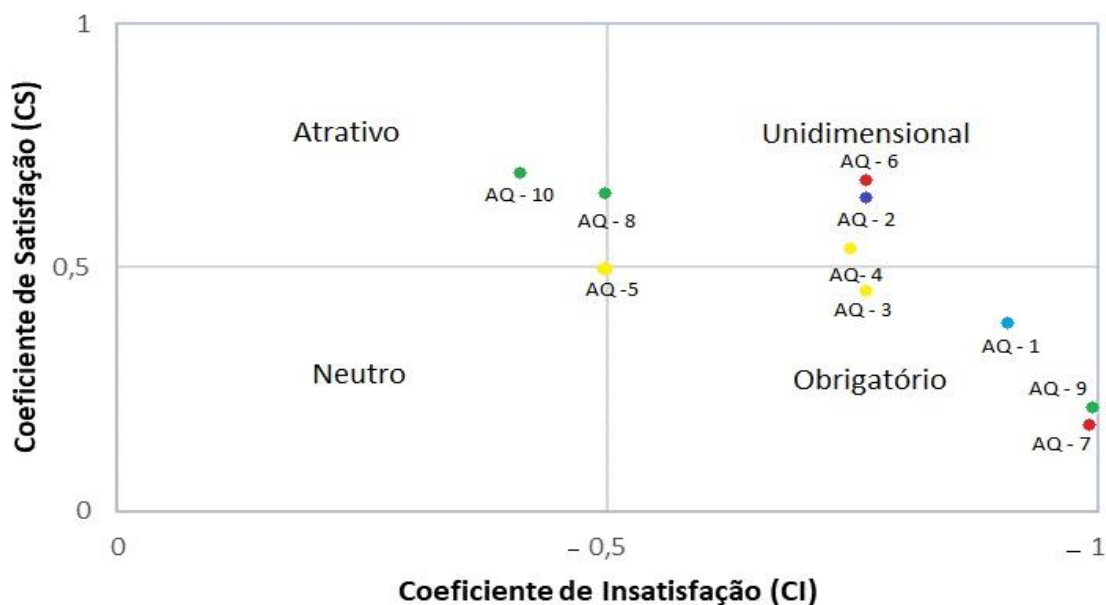 1
Coeficiente de Satisfação (CS)
Atrativo
Unidimensional
AQ - 6
AQ - 10
AQ - 8
AQ - 2
0,5
AQ- 4
AQ -5
AQ - 3
AQ - 1
Neutro
Obrigatório
AQ - 9
AQ - 7
0
0
– 0,5
– 1
Coeficiente de Insatisfação (CI)